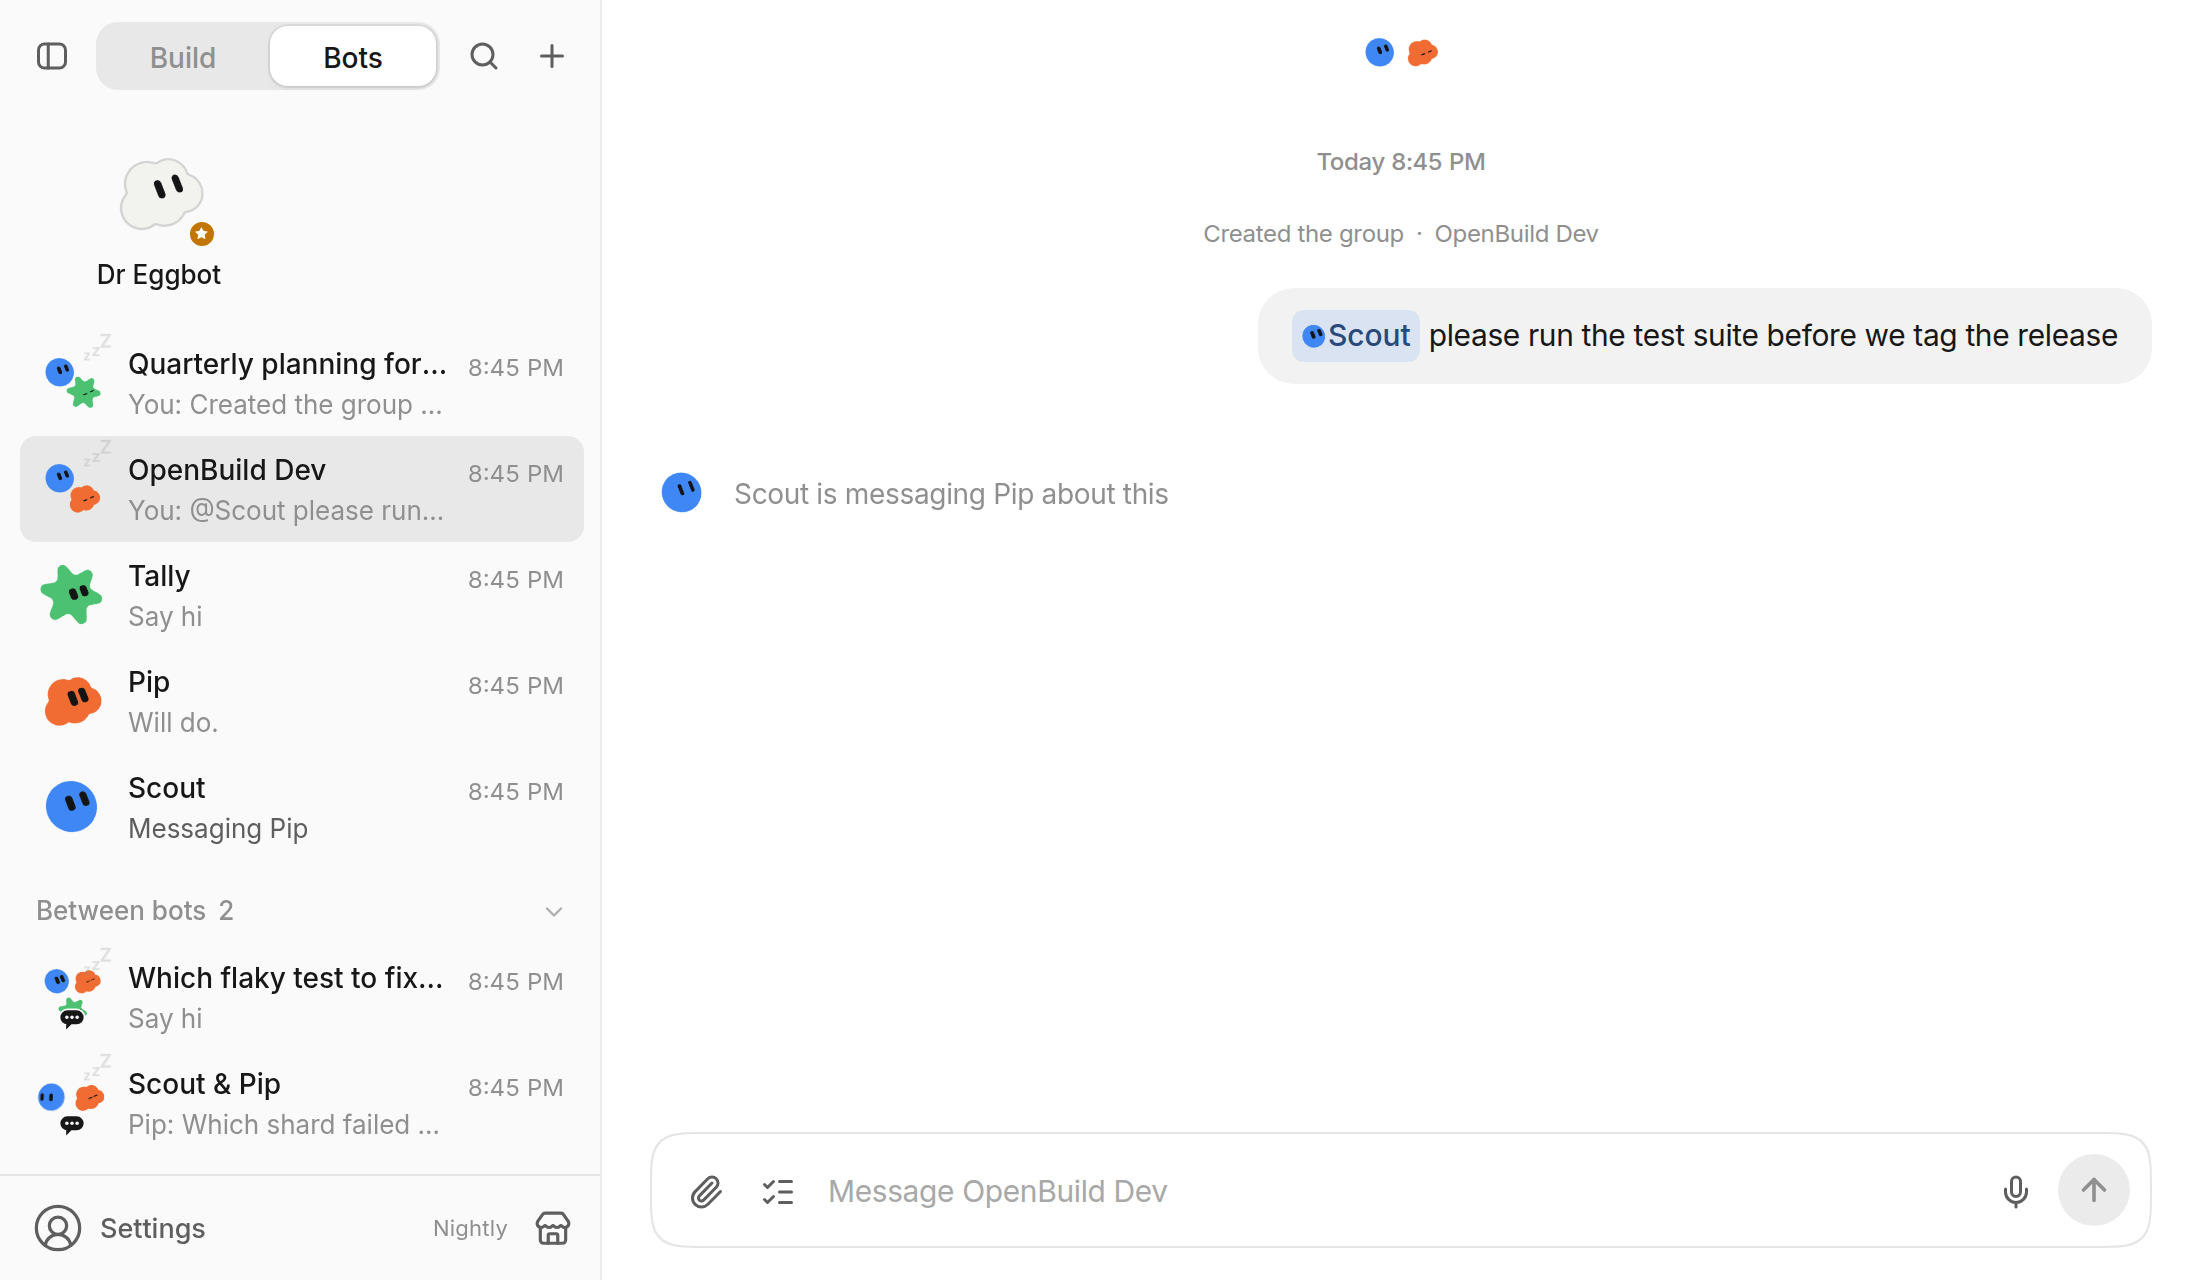 Build
Bots
Dr Eggbot
Quarterly planning for...
8:45 PM
You: Created the group ...
OpenBuild Dev
8:45 PM
You: @Scout please run...
Tally
8:45 PM
Say hi
Pip
8:45 PM
Will do.
Scout
8:45 PM
Messaging Pip
Between bots 2
Which flaky test to fix...
8:45 PM
Say hi
Scout & Pip
8:45 PM
Pip: Which shard failed ...
Settings
Nightly
Today 8:45 PM
Created the group · OpenBuild Dev
Scout please run the test suite before we tag the release
Scout is messaging Pip about this
Message OpenBuild Dev